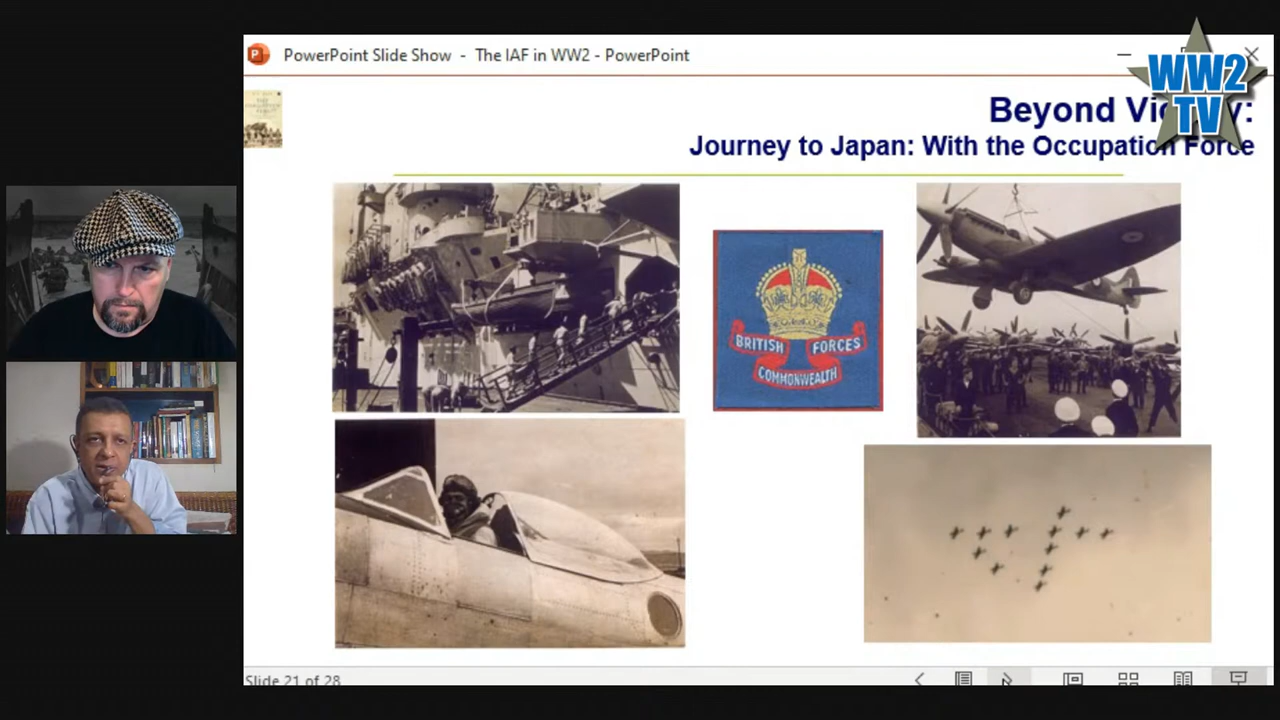 PowerPoint Slide Show - The IAF in WW2 - PowerPoint
WW2
TV
Beyond
Journey to Japan: With the Occupation Force
BRITISH FORCES
COMMONWEALTH
Slide 21 of 28